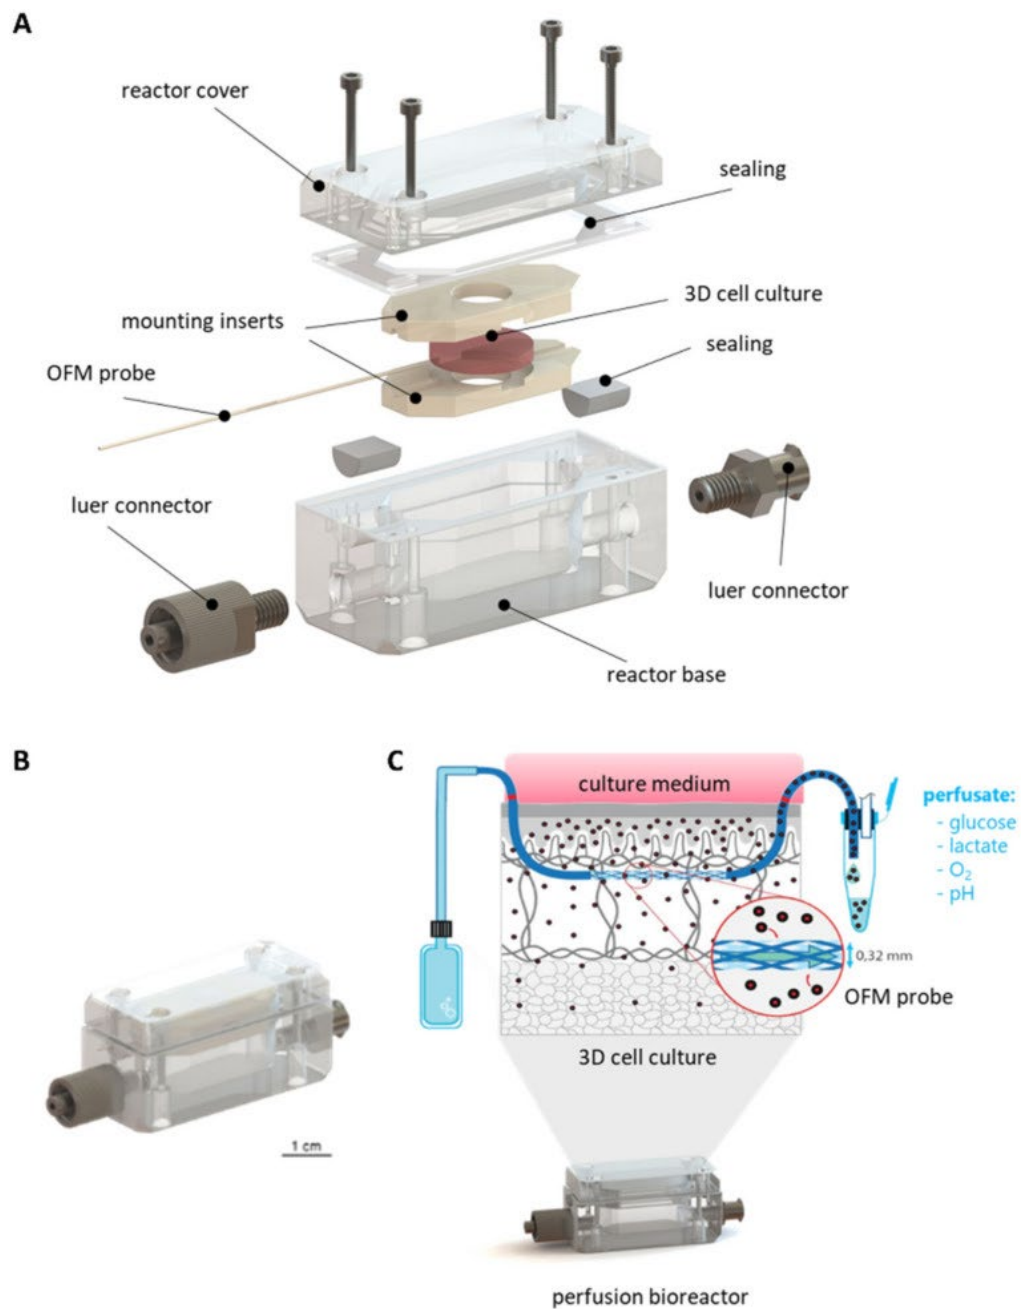 A
reactor cover
sealing
3D cell culture
mounting inserts
sealing
OFM probe
luer connector
luer connector
reactor base
B
1 cm
C
culture medium
perfusate:
- glucose
- lactate
- O₂
- pH
0,32 mm
OFM probe
3D cell culture
perfusion bioreactor